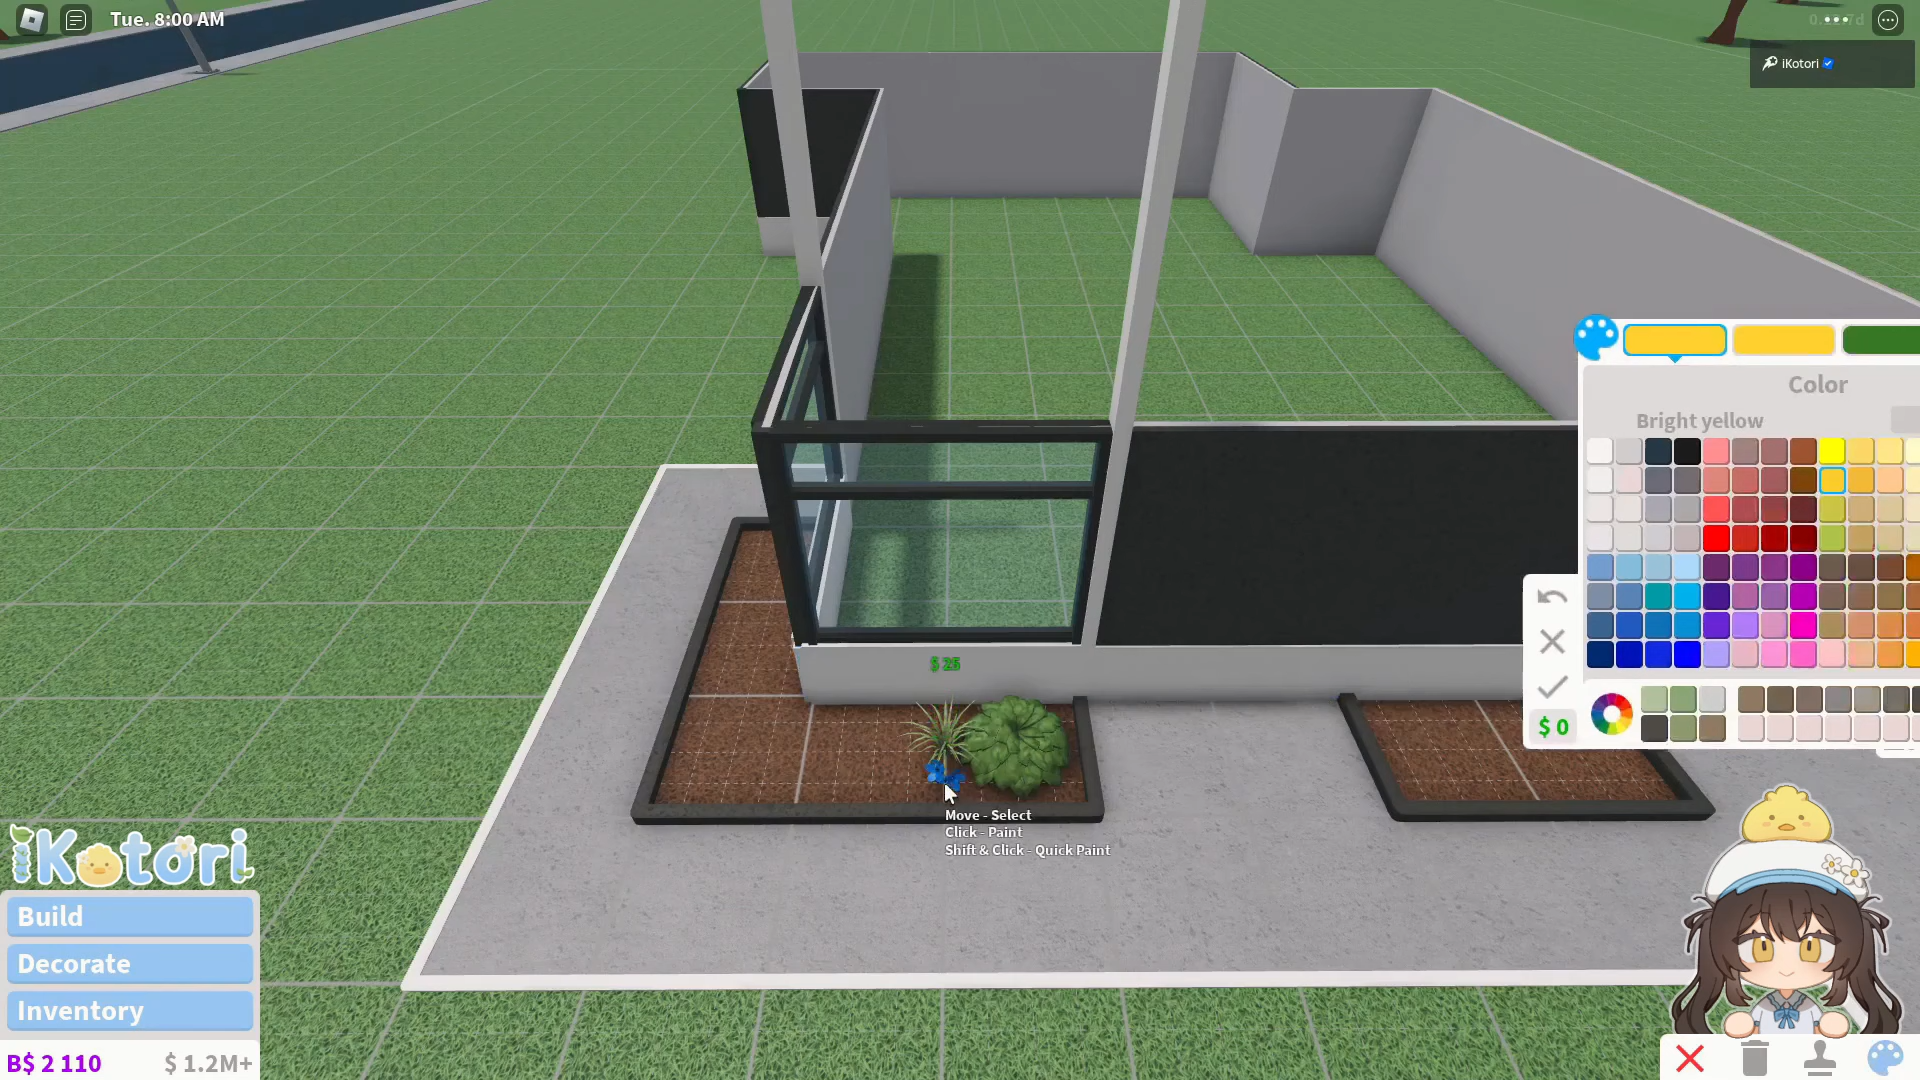 Tue. 8:00 AM
iKotori
Color
Bright yellow
$ 25
$ 0
Move - Select
Click - Paint
Shift & Click - Quick Paint
iKotori
Build
Decorate
Inventory
B$ 2 110
$ 1.2M+